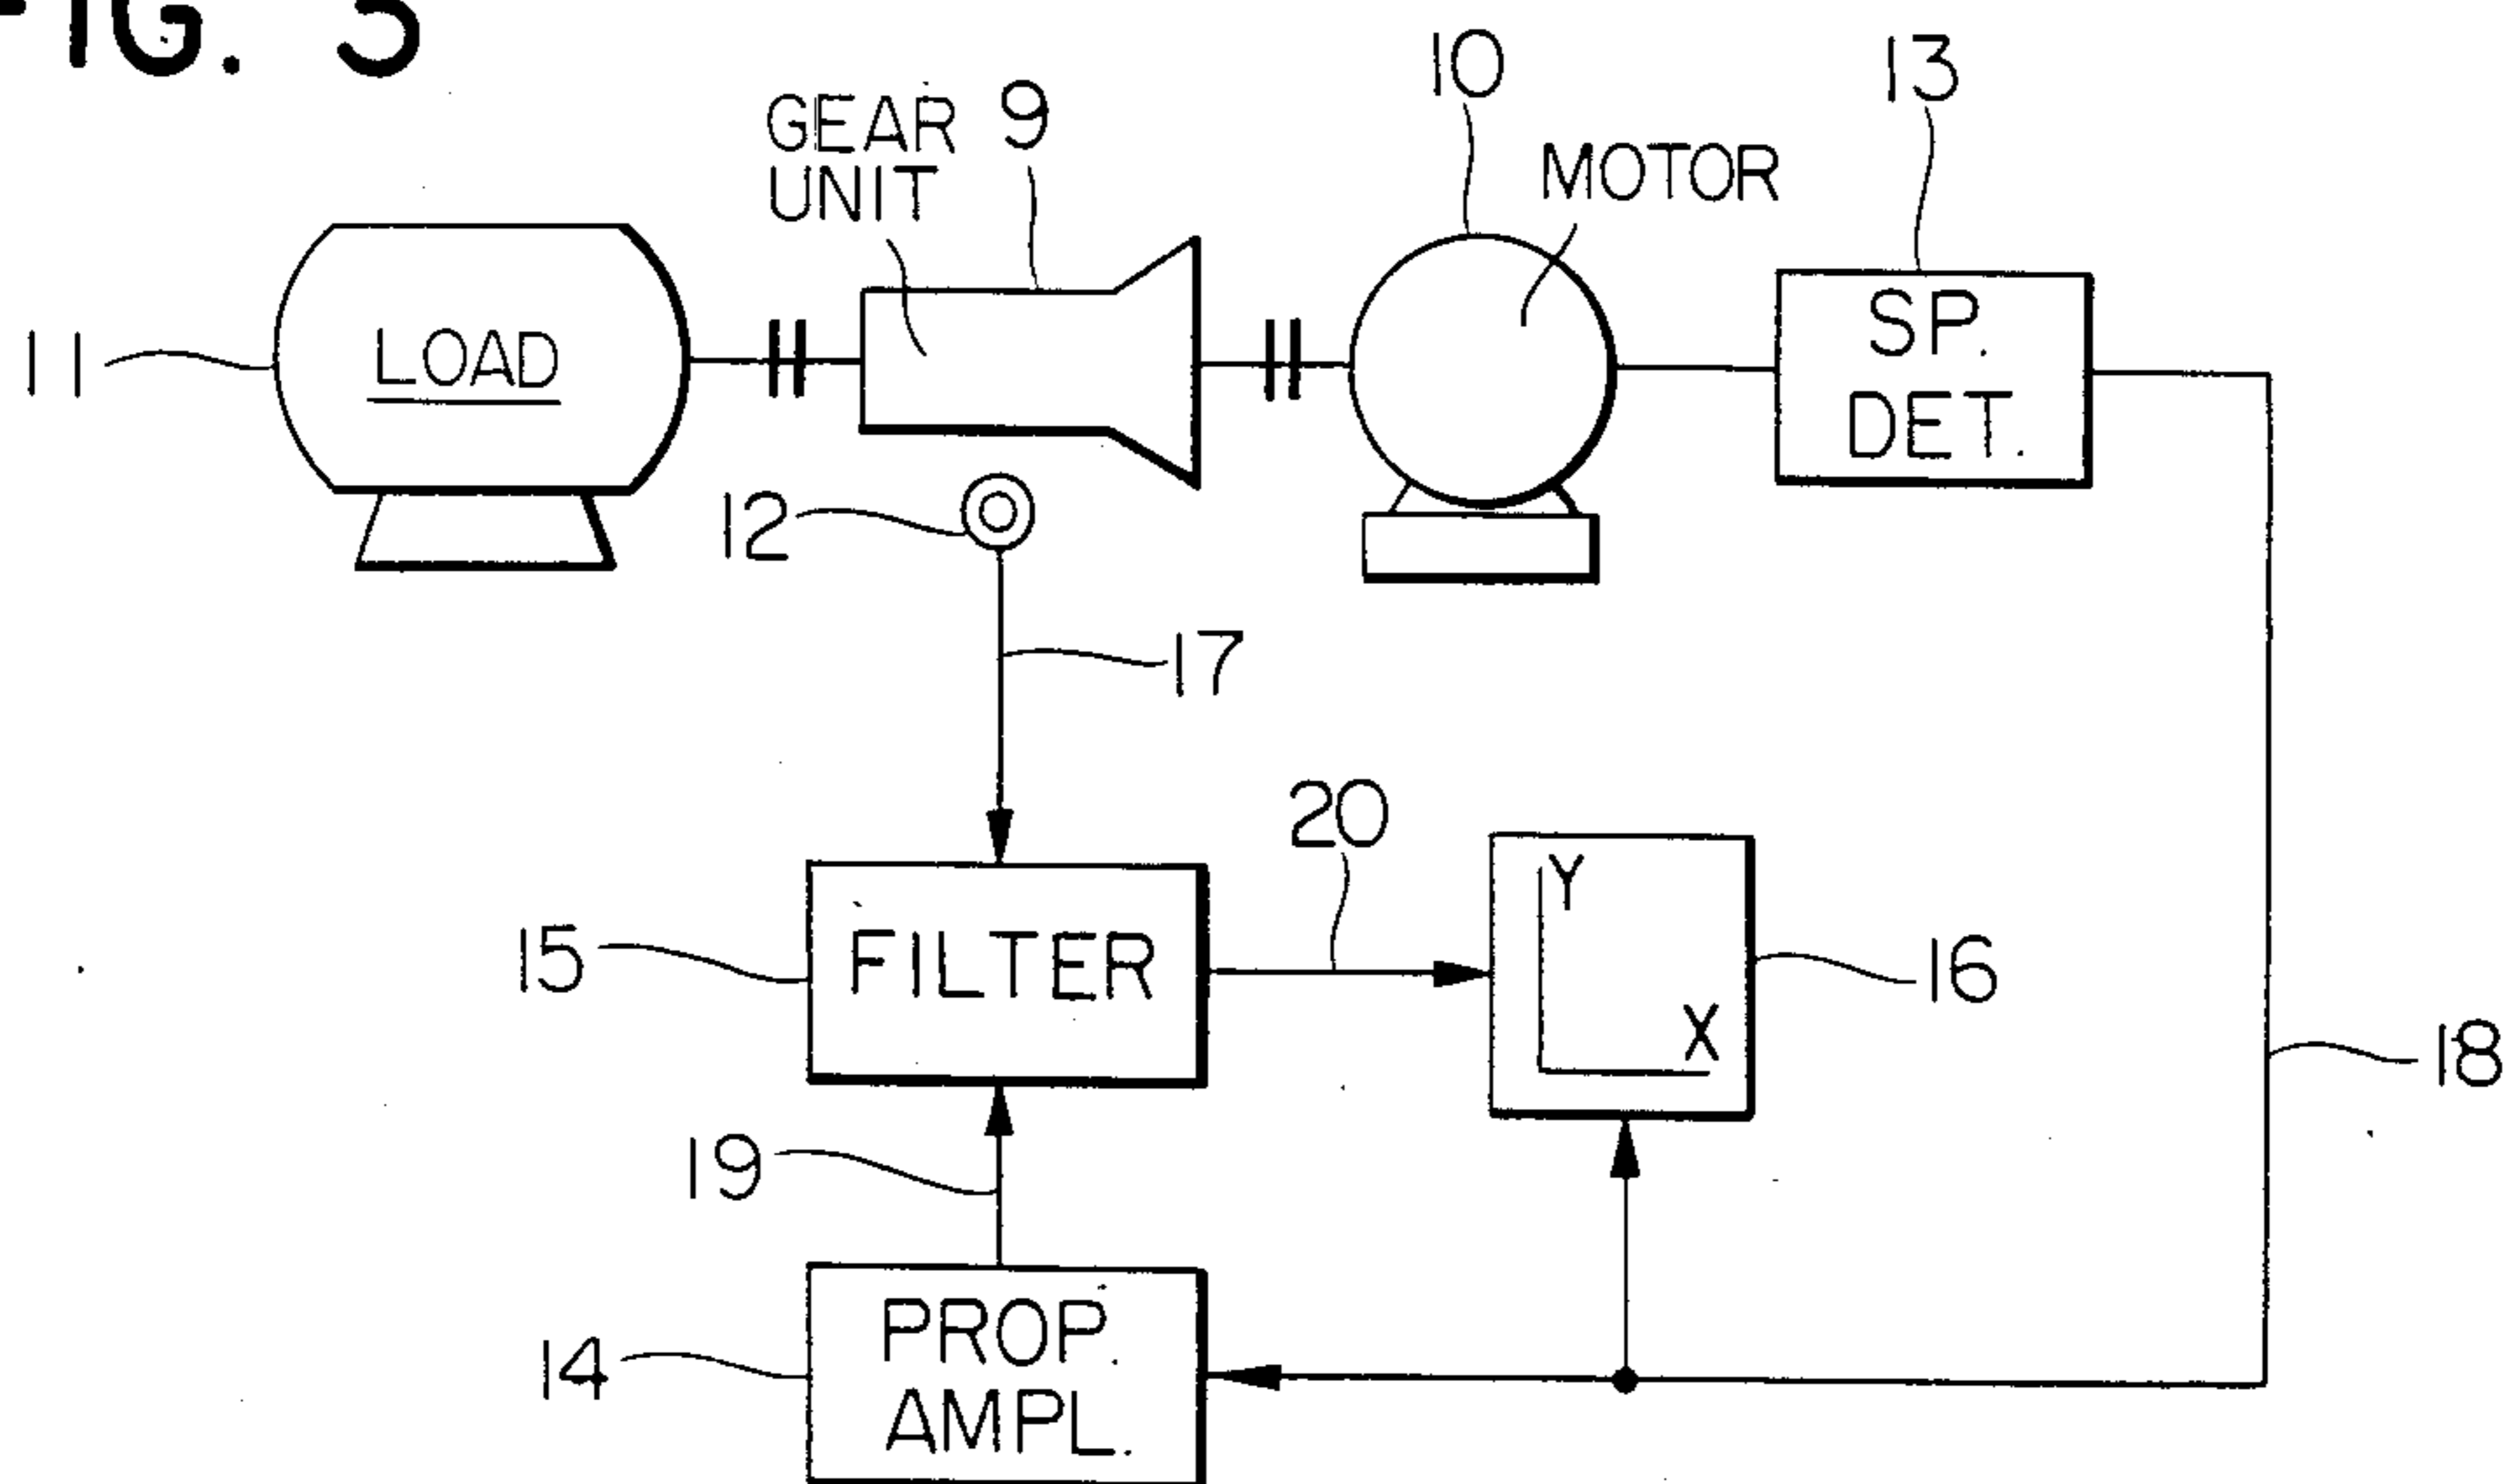 FIG.
10
13
GEAR 9
UNIT
MOTOR
11
LOAD
SP.
DET.
12
17
20
Y
15
FILTER
X
16
18
19
14
PROP.
AMPL.